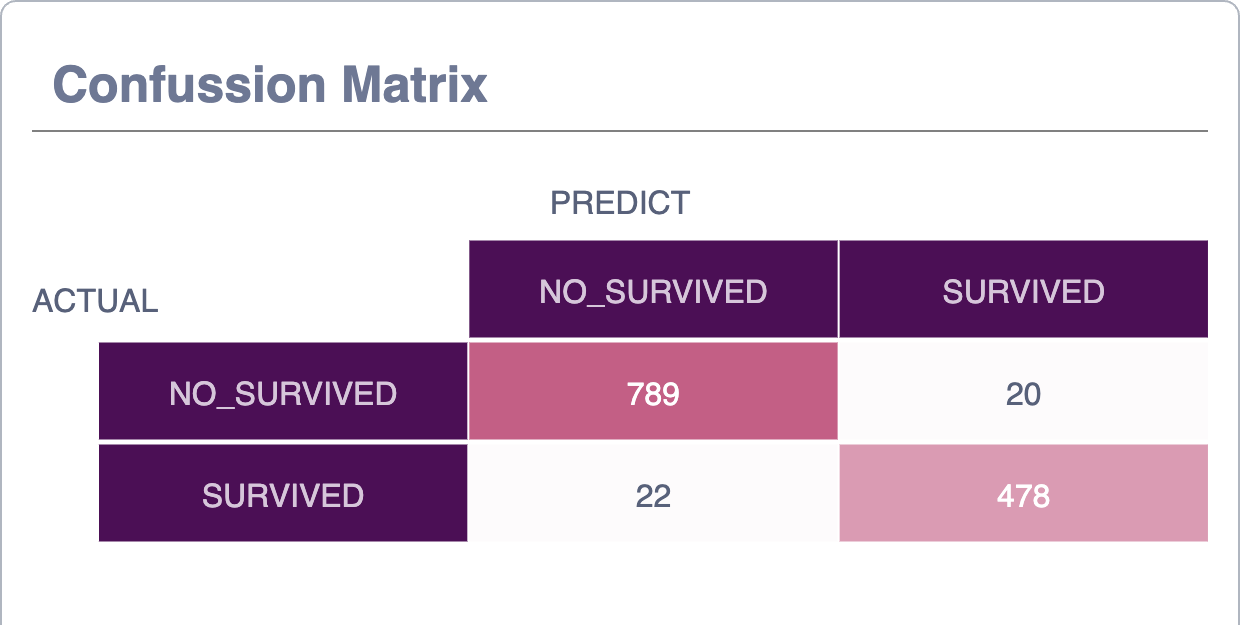 Confussion Matrix
PREDICT
ACTUAL
NO_SURVIVED SURVIVED
NO_SURVIVED 789 20
SURVIVED 22 478